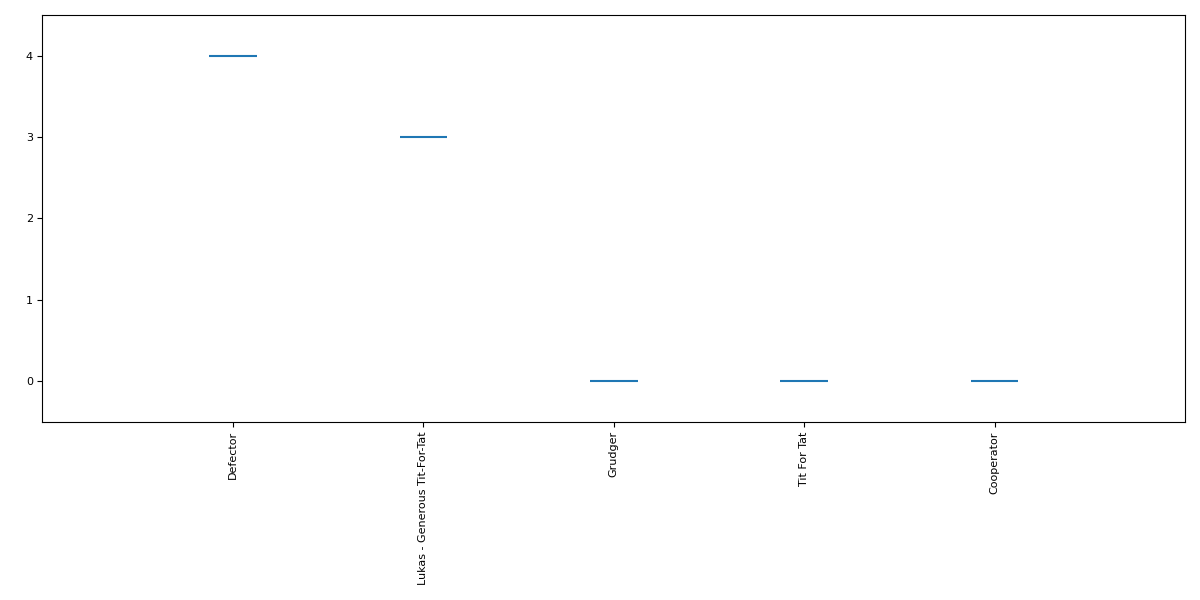 4
3
2
1
0
Defector
Lukas - Generous Tit-For-Tat
Grudger
Tit For Tat
Cooperator